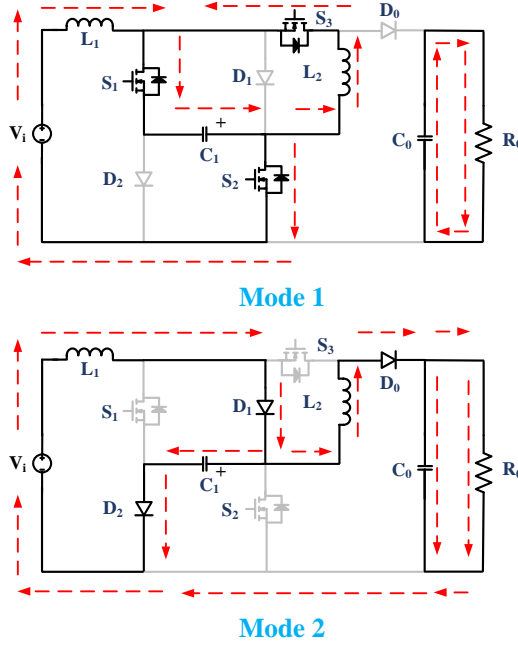 S₃
D₀
L₁
S₁
D₁
L₂
+
Vᵢ
C₁
C₀
R₀
D₂
S₂
Mode 1
S₃
L₁
D₀
S₁
D₁
L₂
Vᵢ
+
C₁
C₀
R₀
D₂
S₂
Mode 2